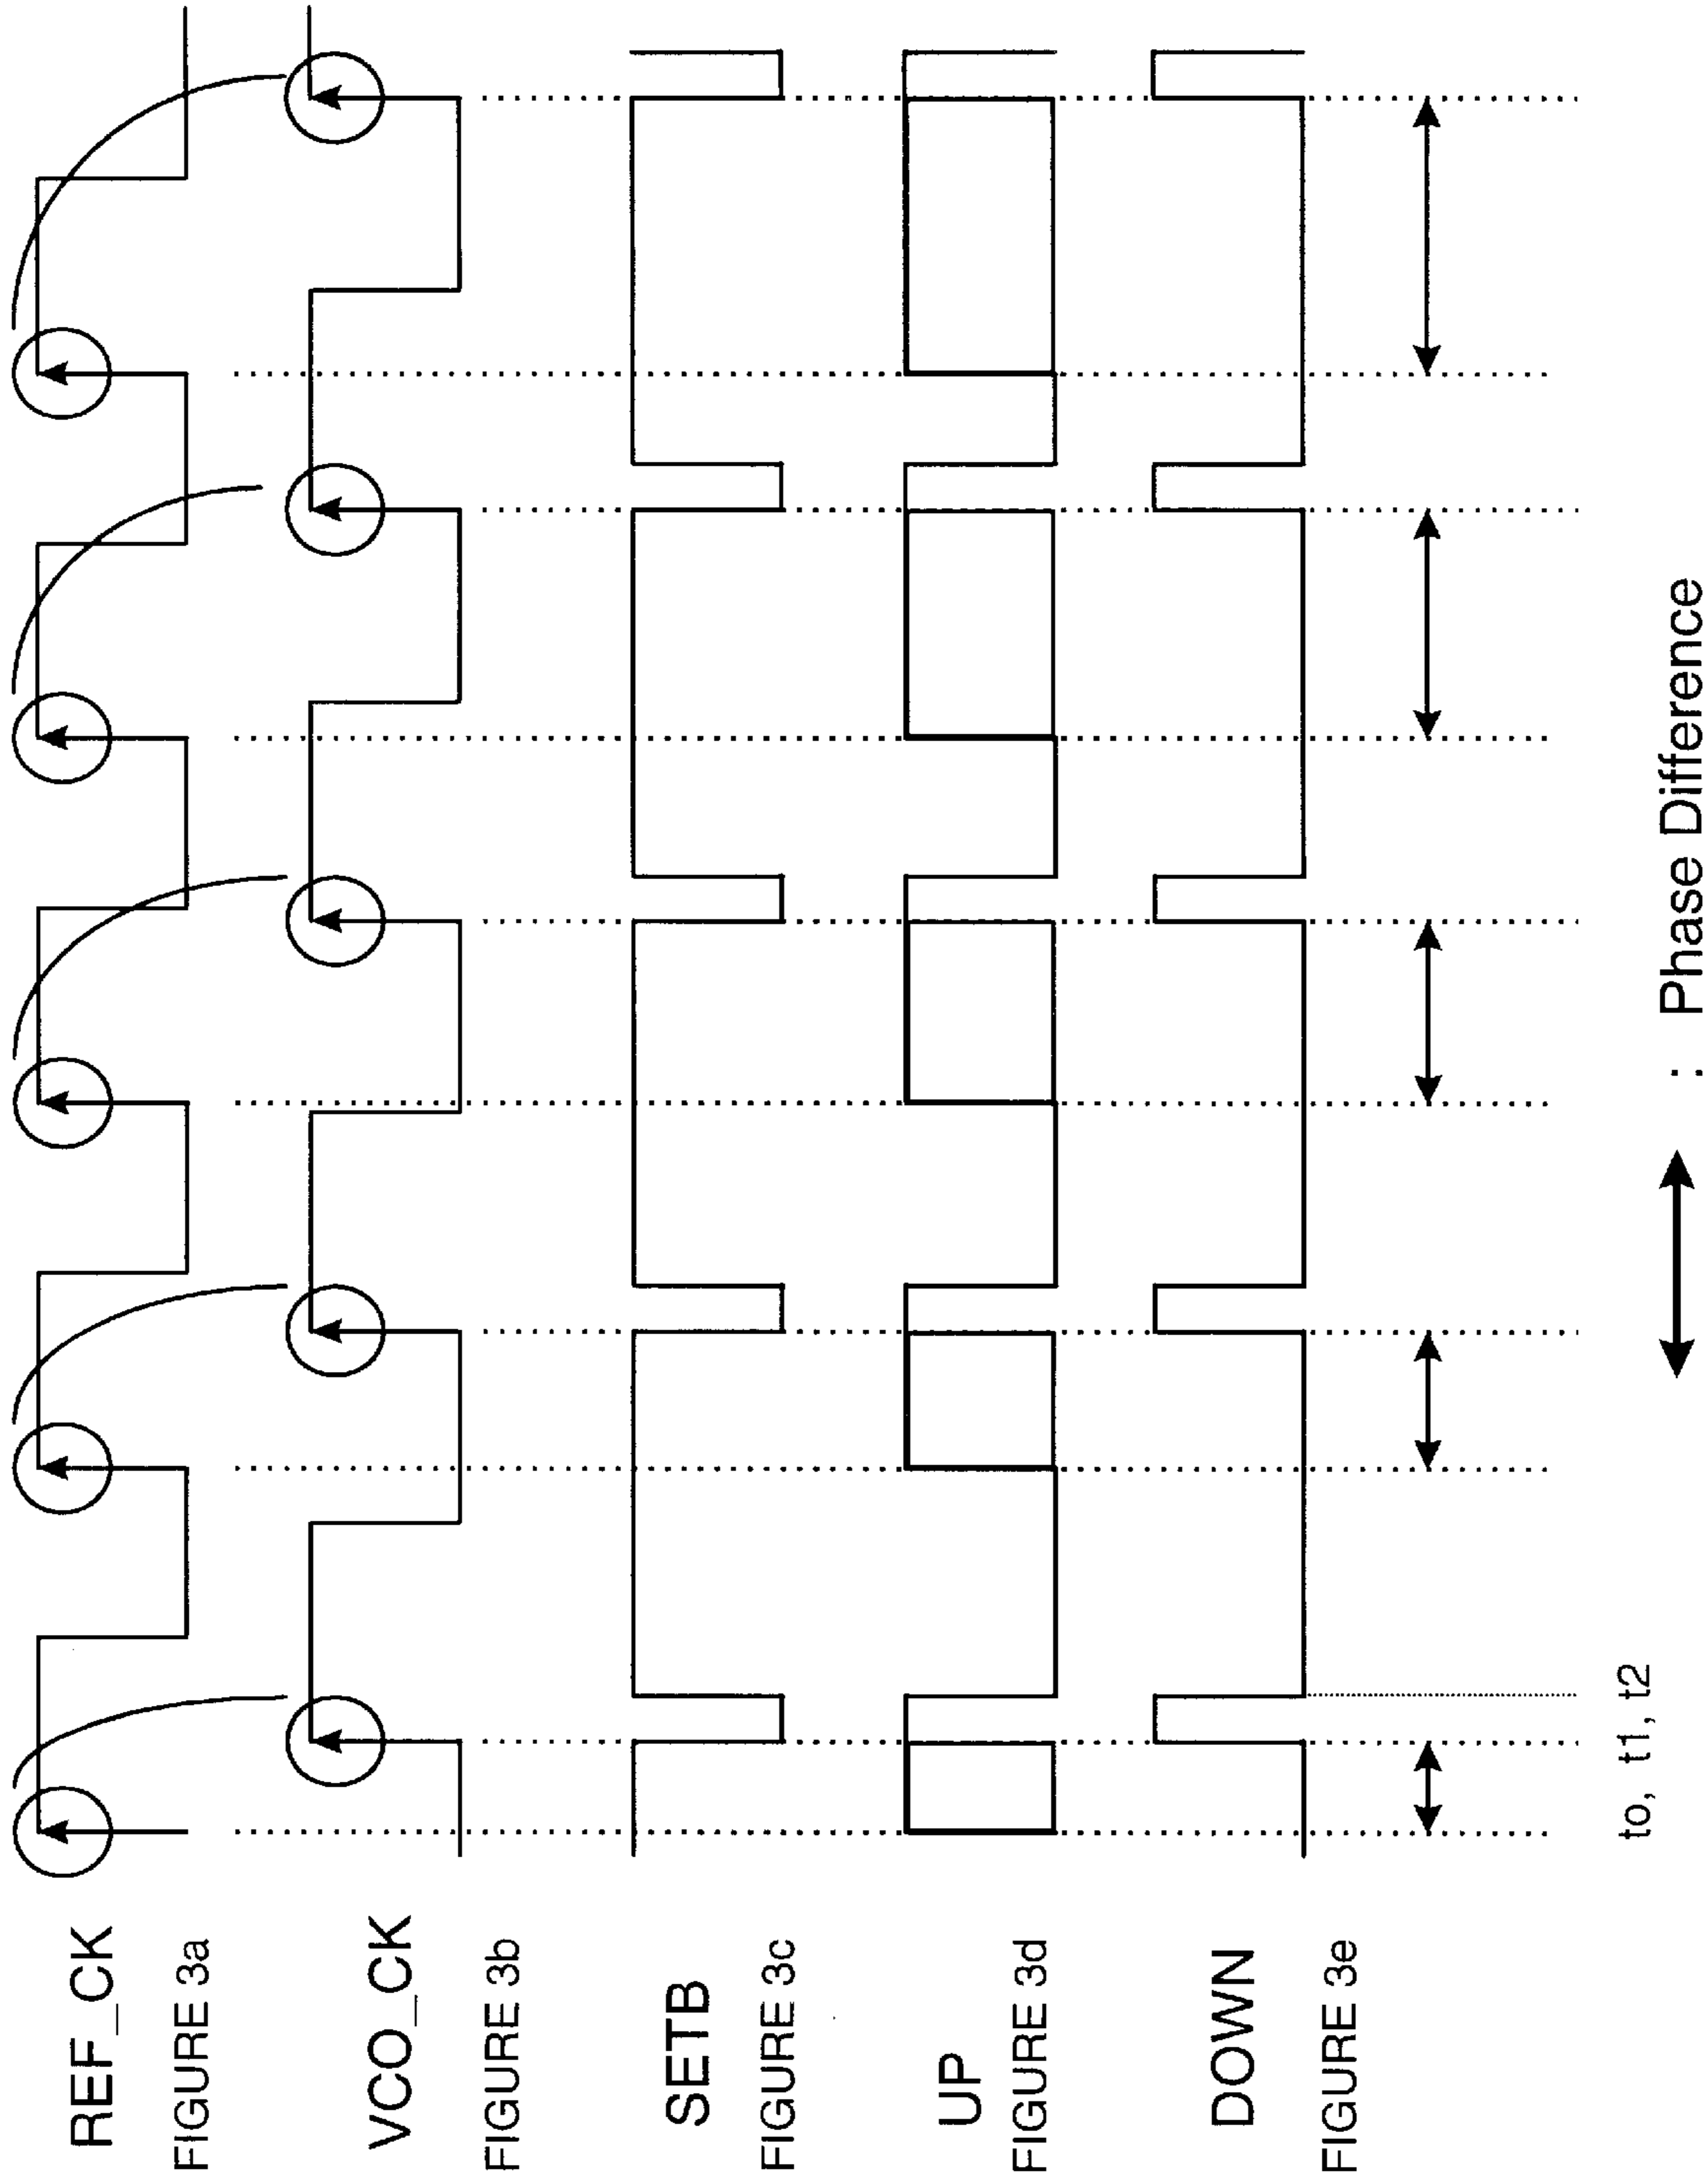 REF_CK
FIGURE 3a
VCO_CK
FIGURE 3b
SETB
FIGURE 3c
UP
FIGURE 3d
DOWN
FIGURE 3e
to, t1, t2
: Phase Difference